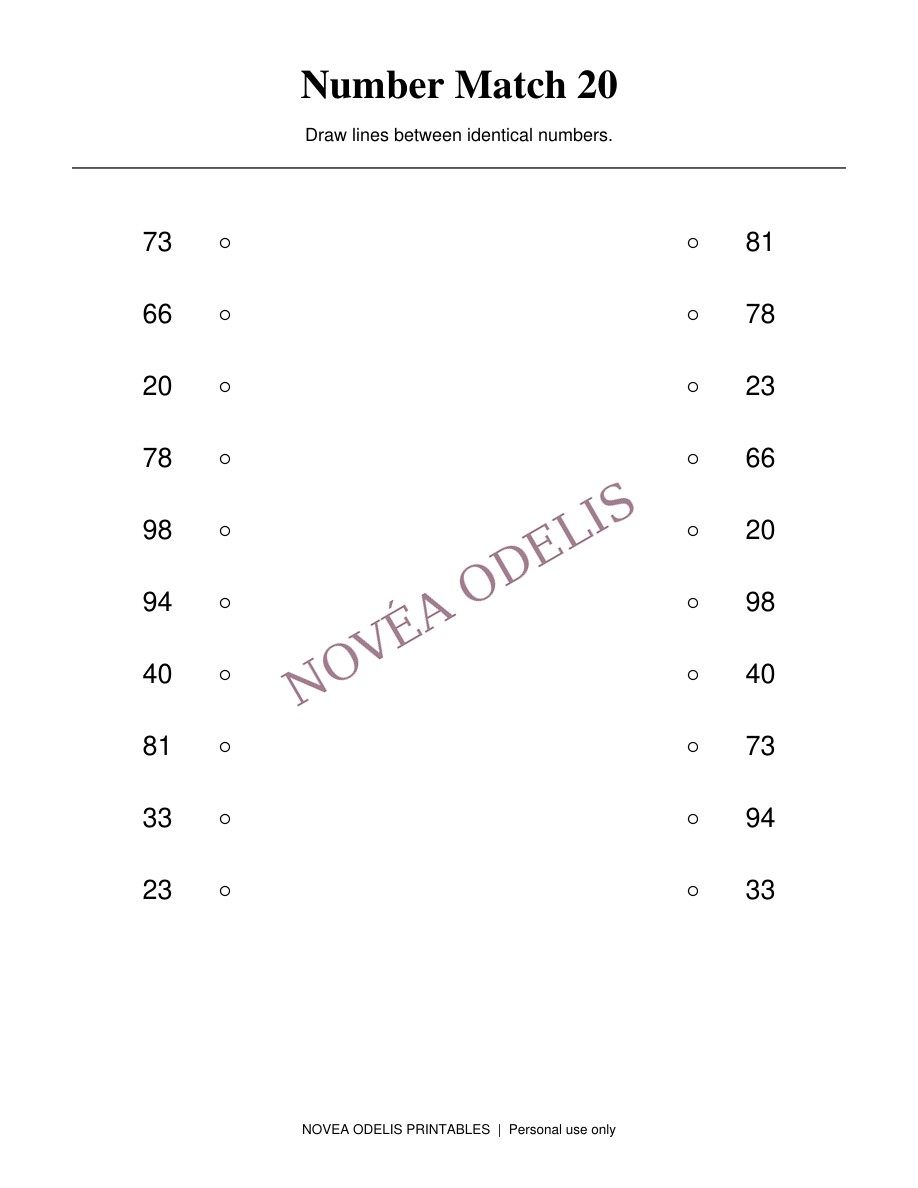 Number Match 20
Draw lines between identical numbers.
73 81
66 78
20 23
78 66
98 20
94 98
40 40
81 73
33 94
23 33
NOVÉA ODELIS
NOVEA ODELIS PRINTABLES | Personal use only